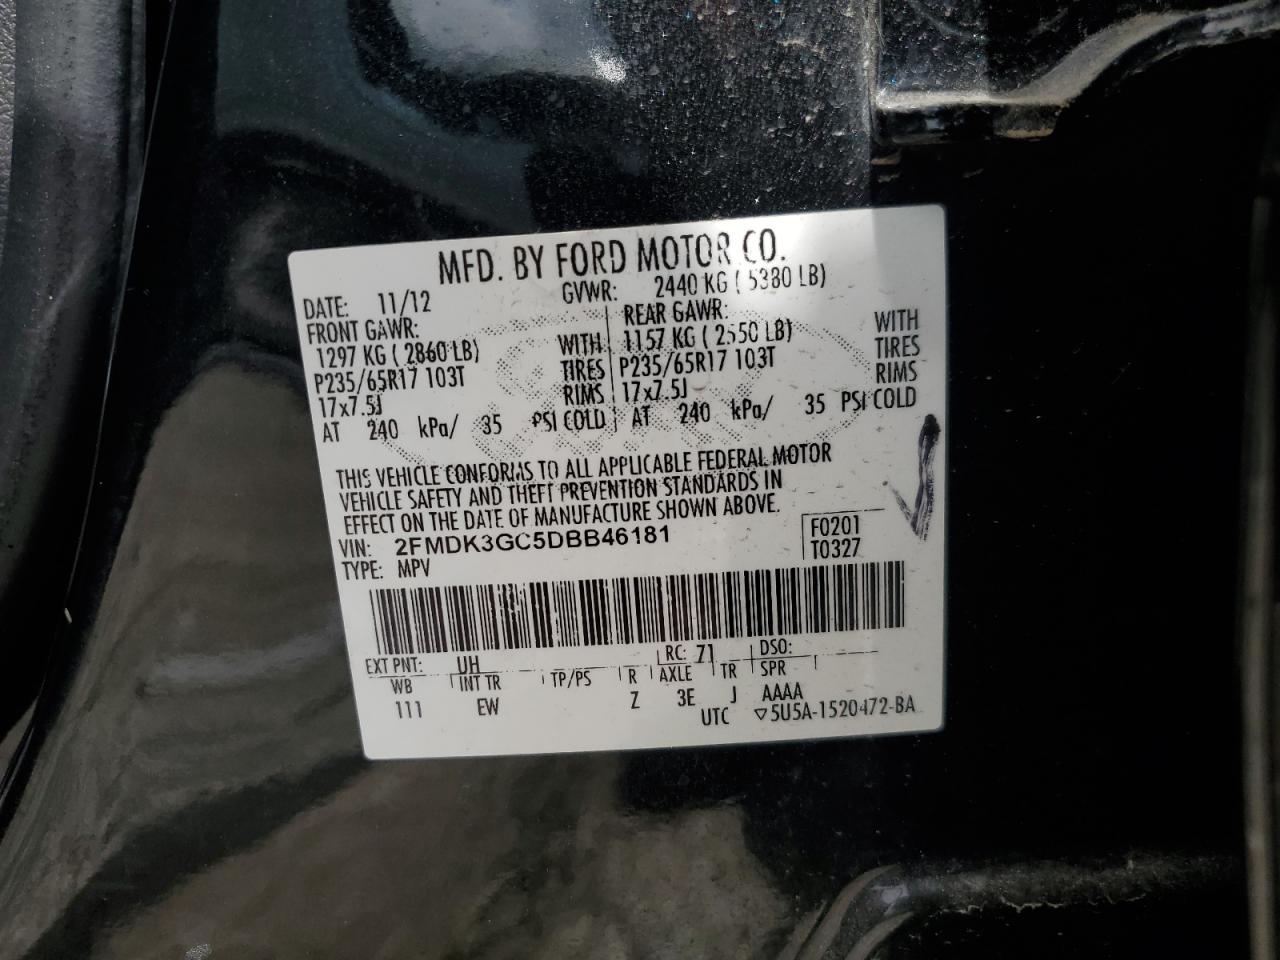 MFD. BY FORD MOTOR CO.
DATE: 11/12 GVWR: 2440 KG ( 5380 LB)
FRONT GAWR: REAR GAWR:
1297 KG ( 2860 LB) WITH 1157 KG ( 2550 LB) WITH
P235/65R17 103T TIRES P235/65R17 103T TIRES
17x7.5J RIMS 17x7.5J RIMS
AT 240 kPa/ 35 PSI COLD AT 240 kPa/ 35 PSI COLD
THIS VEHICLE CONFORMS TO ALL APPLICABLE FEDERAL MOTOR
VEHICLE SAFETY AND THEFT PREVENTION STANDARDS IN
EFFECT ON THE DATE OF MANUFACTURE SHOWN ABOVE.
VIN: 2FMDK3GC5DBB46181 F0201
TYPE: MPV T0327
EXT PNT: UH RC: 71 DSO:
WB INT TR TP/PS R AXLE TR SPR
111 EW Z 3E J AAAA
UTC ▽5U5A-1520472-BA